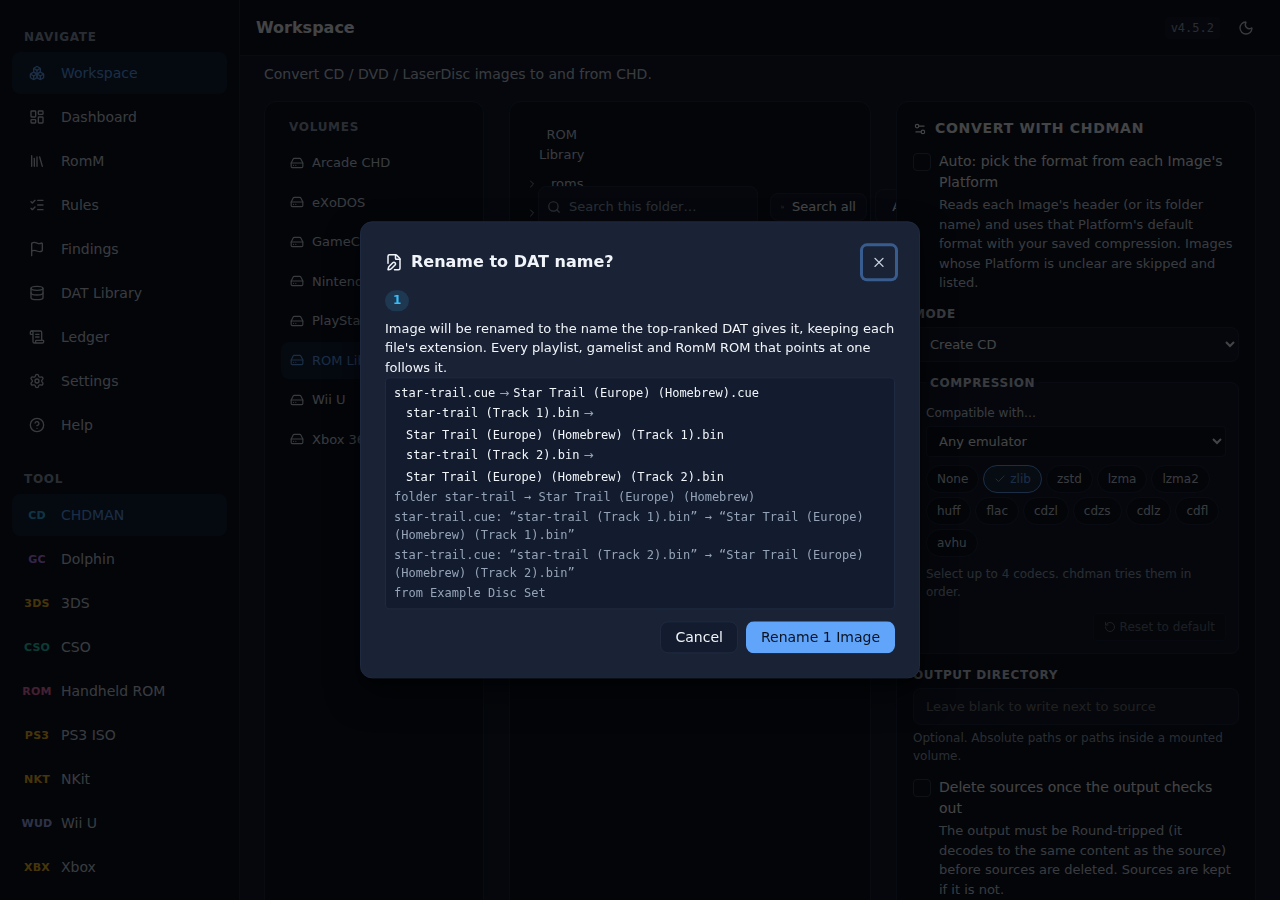 NAVIGATE
Workspace
Dashboard
RomM
Rules
Findings
DAT Library
Ledger
Settings
Help
TOOL
CD CHDMAN
GC Dolphin
3DS 3DS
CSO CSO
ROM Handheld ROM
PS3 PS3 ISO
NKT NKit
WUD Wii U
XBX Xbox
Workspace
v4.5.2
Convert CD / DVD / LaserDisc images to and from CHD.
VOLUMES
Arcade CHD
eXoDOS
GameC
Ninten
PlaySta
ROM Li
Wii U
Xbox 36
ROM
Library
roms
Search this folder...
Search all
Rename to DAT name?
1
Image will be renamed to the name the top-ranked DAT gives it, keeping each
file's extension. Every playlist, gamelist and RomM ROM that points at one
follows it.
star-trail.cue → Star Trail (Europe) (Homebrew).cue
star-trail (Track 1).bin →
Star Trail (Europe) (Homebrew) (Track 1).bin
star-trail (Track 2).bin →
Star Trail (Europe) (Homebrew) (Track 2).bin
folder star-trail → Star Trail (Europe) (Homebrew)
star-trail.cue: “star-trail (Track 1).bin” → “Star Trail (Europe)
(Homebrew) (Track 1).bin”
star-trail.cue: “star-trail (Track 2).bin” → “Star Trail (Europe)
(Homebrew) (Track 2).bin”
from Example Disc Set
Cancel
Rename 1 Image
CONVERT WITH CHDMAN
Auto: pick the format from each Image's
Platform
Reads each Image's header (or its folder
name) and uses that Platform's default
format with your saved compression. Images
whose Platform is unclear are skipped and
listed.
MODE
Create CD
COMPRESSION
Compatible with...
Any emulator
None zlib zstd lzma lzma2
huff flac cdzl cdzs cdlz cdfl
avhu
Select up to 4 codecs. chdman tries them in
order.
Reset to default
OUTPUT DIRECTORY
Leave blank to write next to source
Optional. Absolute paths or paths inside a mounted
volume.
Delete sources once the output checks
out
The output must be Round-tripped (it
decodes to the same content as the source)
before sources are deleted. Sources are kept
if it is not.